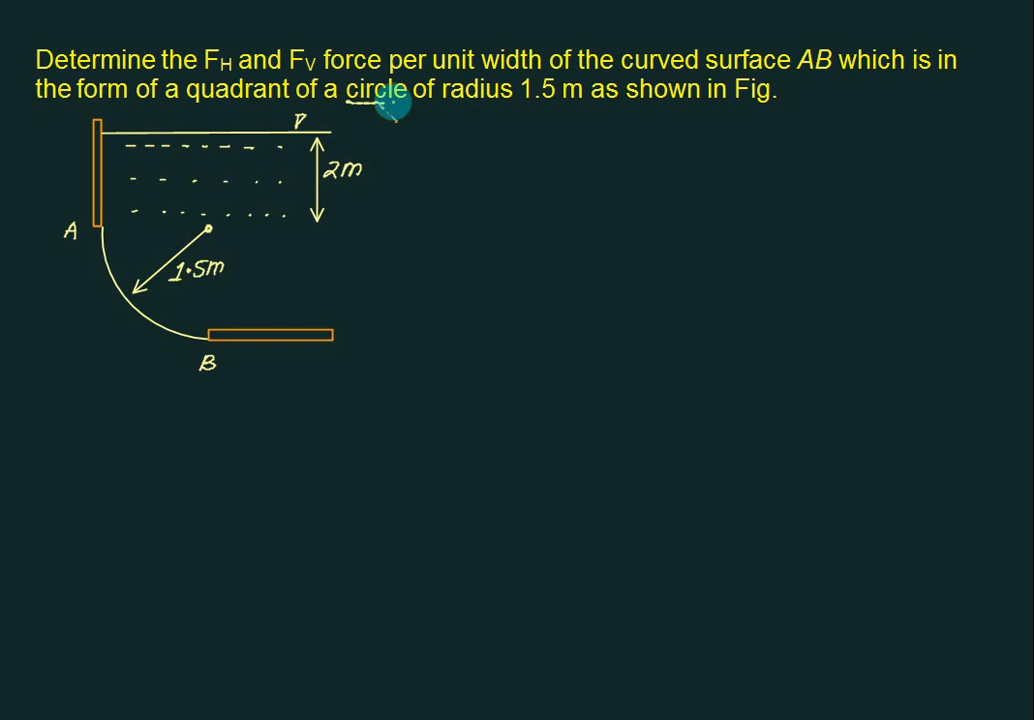 Determine the FH and FV force per unit width of the curved surface AB which is in
the form of a quadrant of a circle of radius 1.5 m as shown in Fig.
2m
A
1.5m
B